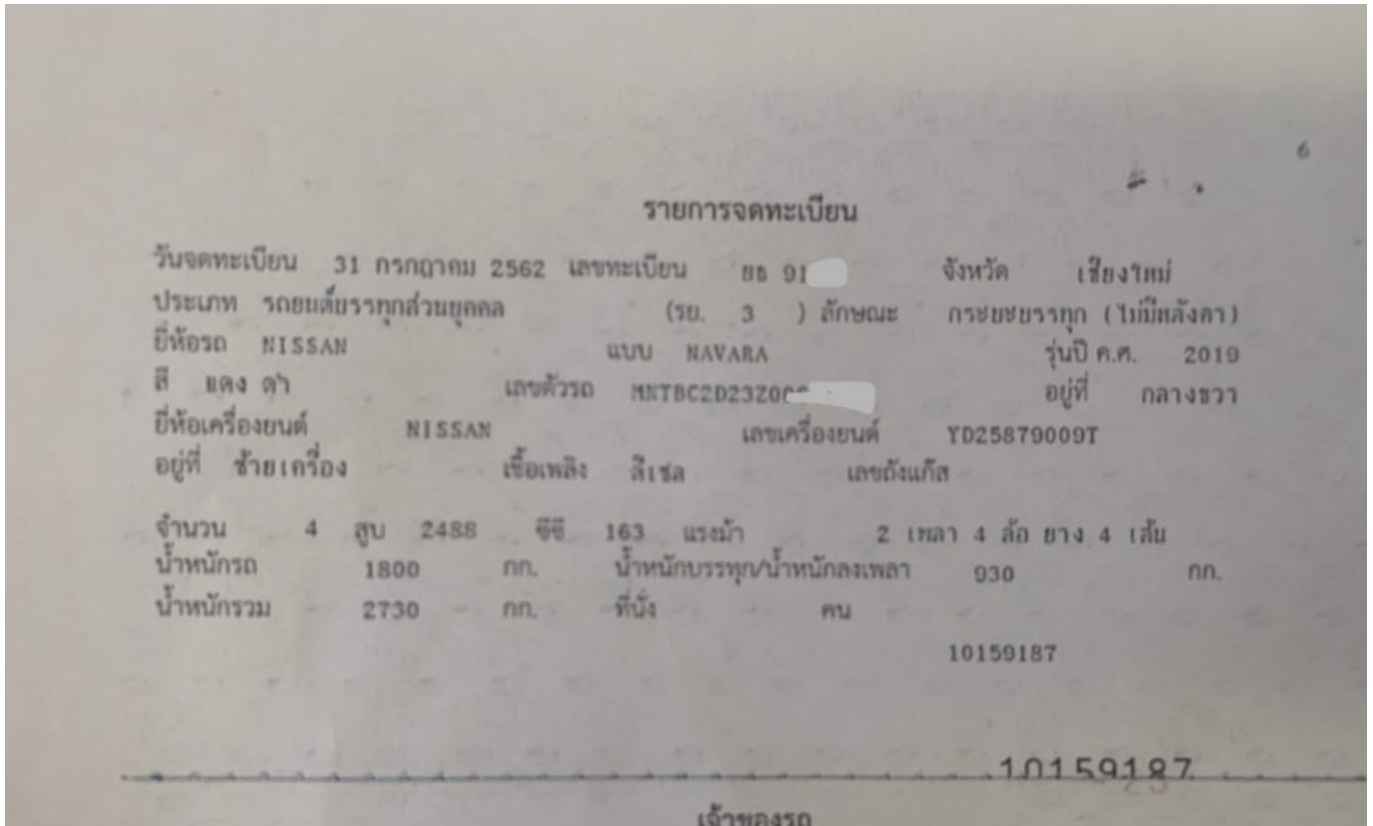 6
รายการจดทะเบียน
วันจดทะเบียน 31 กรกฎาคม 2562 เลขทะเบียน ยธ 91 จังหวัด เชียงใหม่
ประเภท รถยนต์บรรทุกส่วนบุคคล (รย. 3 ) ลักษณะ กระบะบรรทุก (ไม่มีหลังคา)
ยี่ห้อรถ NISSAN แบบ NAVARA รุ่นปี ค.ศ. 2019
สี แดง ดำ เลขตัวรถ MNTBC2D23Z00 อยู่ที่ กลางขวา
ยี่ห้อเครื่องยนต์ NISSAN เลขเครื่องยนต์ YD25879009T
อยู่ที่ ซ้ายเครื่อง เชื้อเพลิง ดีเซล เลขถังแก๊ส
จำนวน 4 สูบ 2488 ซีซี 163 แรงม้า 2 เพลา 4 ล้อ ยาง 4 เส้น
น้ำหนักรถ 1800 กก. น้ำหนักบรรทุก/น้ำหนักลงเพลา 930 กก.
น้ำหนักรวม 2730 กก. ที่นั่ง คน
10159187
10159187
เจ้าของรถ